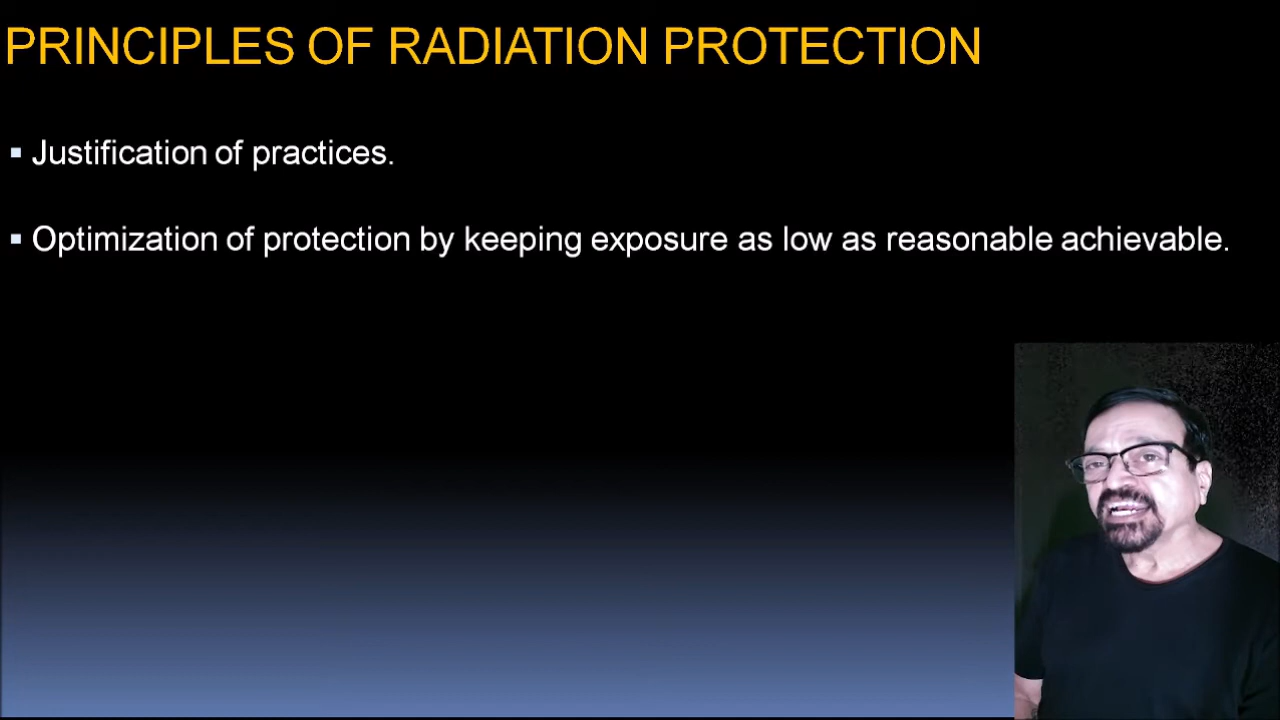 PRINCIPLES OF RADIATION PROTECTION
▪ Justification of practices.
▪ Optimization of protection by keeping exposure as low as reasonable achievable.